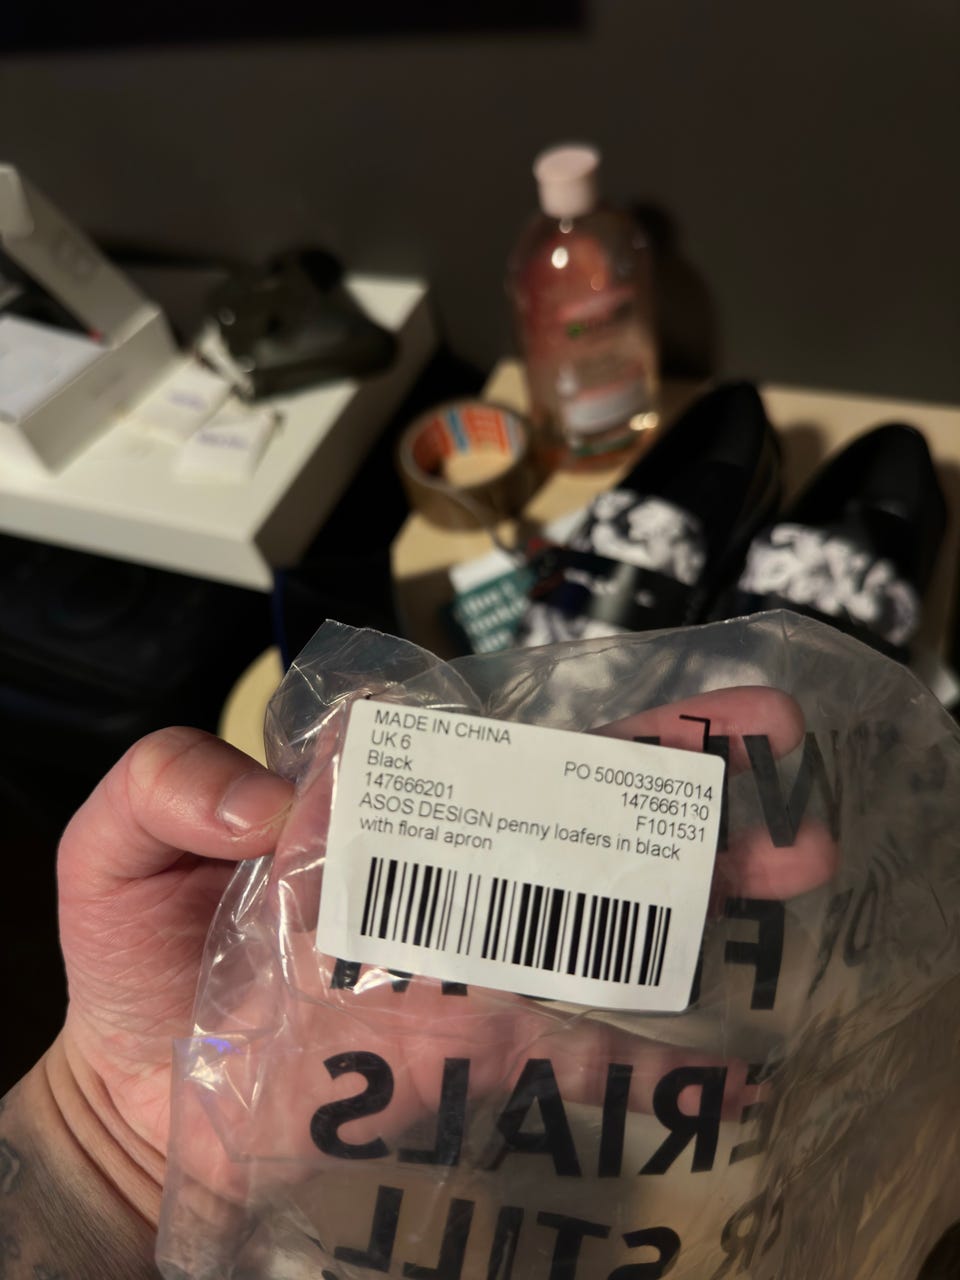 MADE IN CHINA
UK 6
Black
147666201
PO 500033967014
147666130
F101531
ASOS DESIGN penny loafers in black
with floral apron
ERIALS
STILL